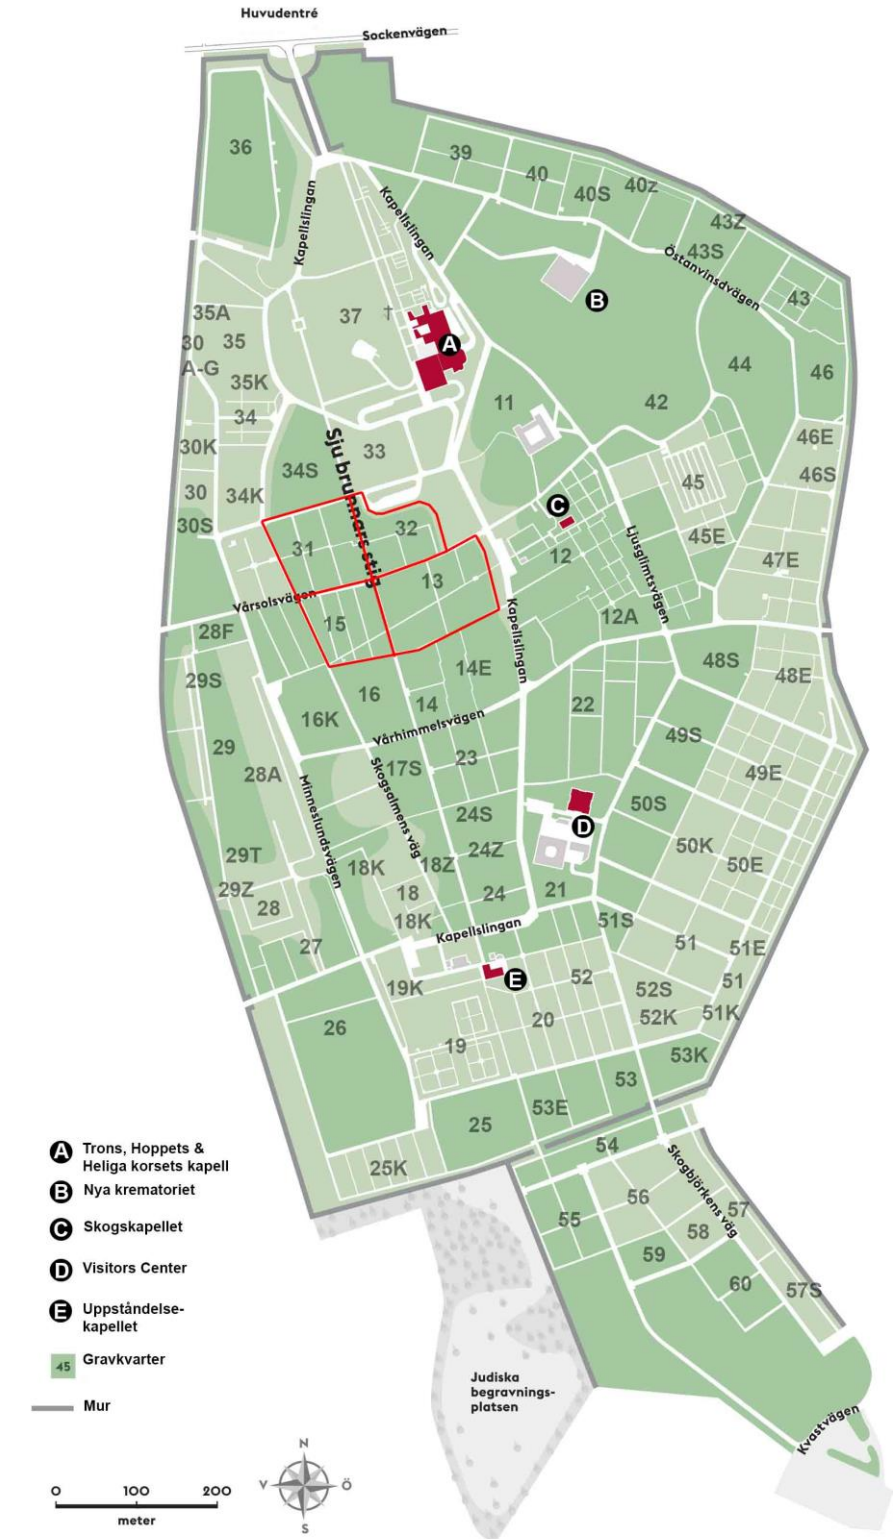 Huvudentré
Sockenvägen
36
39
40
40S
40z
43Z
43S
Östanvindsvägen
43
Kapellslingan
Kapellslingan
35A
30
35
A-G
35K
34
37
†
A
B
44
46
11
42
46E
46S
30K
34S
33
Sju brunnars stig
30
34K
30S
C
45
45E
47E
31
32
12
Ljusglimtsvägen
13
Vårsolsvägen
15
Kapellslingan
12A
28F
29S
48S
48E
16
14E
14
22
16K
Vårhimmelsvägen
49S
29
28A
17S
23
49E
Minneslundsvägen
Skogsalmens väg
24S
D
50S
29T
18K
18Z
24Z
50K
50E
29Z
28
18
24
21
18K
51S
27
Kapellslingan
51
51E
E
52
51
19K
52S
26
20
52K
51K
19
53K
53
25
53E
25K
54
Skogbjörkens väg
56
57
55
58
59
60
57S
A Trons, Hoppets &
Heliga korsets kapell
B Nya krematoriet
C Skogskapellet
D Visitors Center
E Uppståndelse-
kapellet
45 Gravkvarter
Mur
Judiska
begravnings-
platsen
Kvastvägen
N
V Ö
S
0 100 200
meter